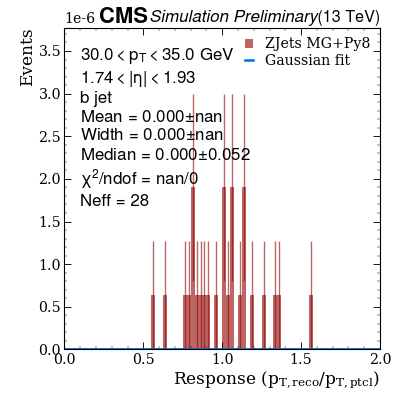 1e-6 CMS Simulation Preliminary (13 TeV)
Events
30.0 < pT < 35.0 GeV
1.74 < |η| < 1.93
b jet
Mean = 0.000±nan
Width = 0.000±nan
Median = 0.000±0.052
χ²/ndof = nan/0
Neff = 28
ZJets MG+Py8
Gaussian fit
3.5
3.0
2.5
2.0
1.5
1.0
0.5
0.0
0.0 0.5 1.0 1.5 2.0
Response (pT,reco/pT,ptcl)